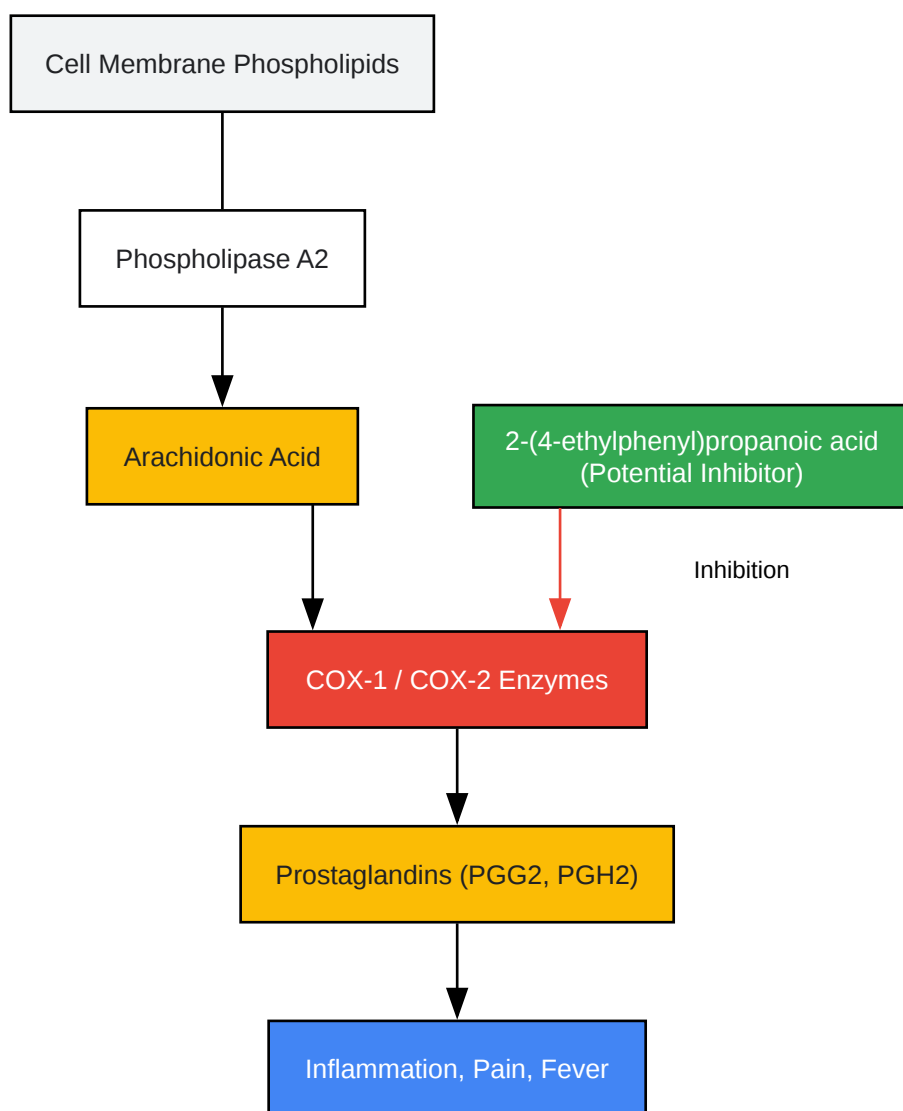 Cell Membrane Phospholipids
Phospholipase A2
Arachidonic Acid
2-(4-ethylphenyl)propanoic acid
(Potential Inhibitor)
Inhibition
COX-1 / COX-2 Enzymes
Prostaglandins (PGG2, PGH2)
Inflammation, Pain, Fever